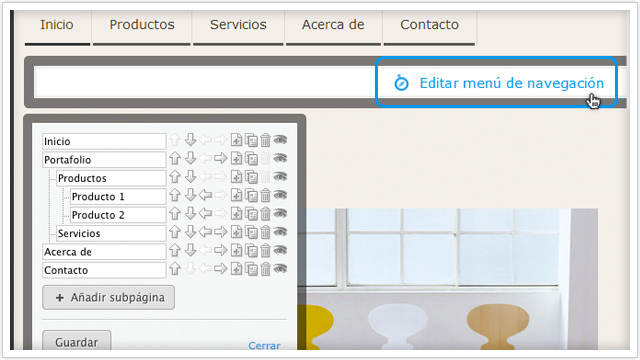 Inicio Productos Servicios Acerca de Contacto
Editar menú de navegación
Inicio
Portafolio
Productos
Producto 1
Producto 2
Servicios
Acerca de
Contacto
+ Añadir subpágina
Guardar
Cerrar